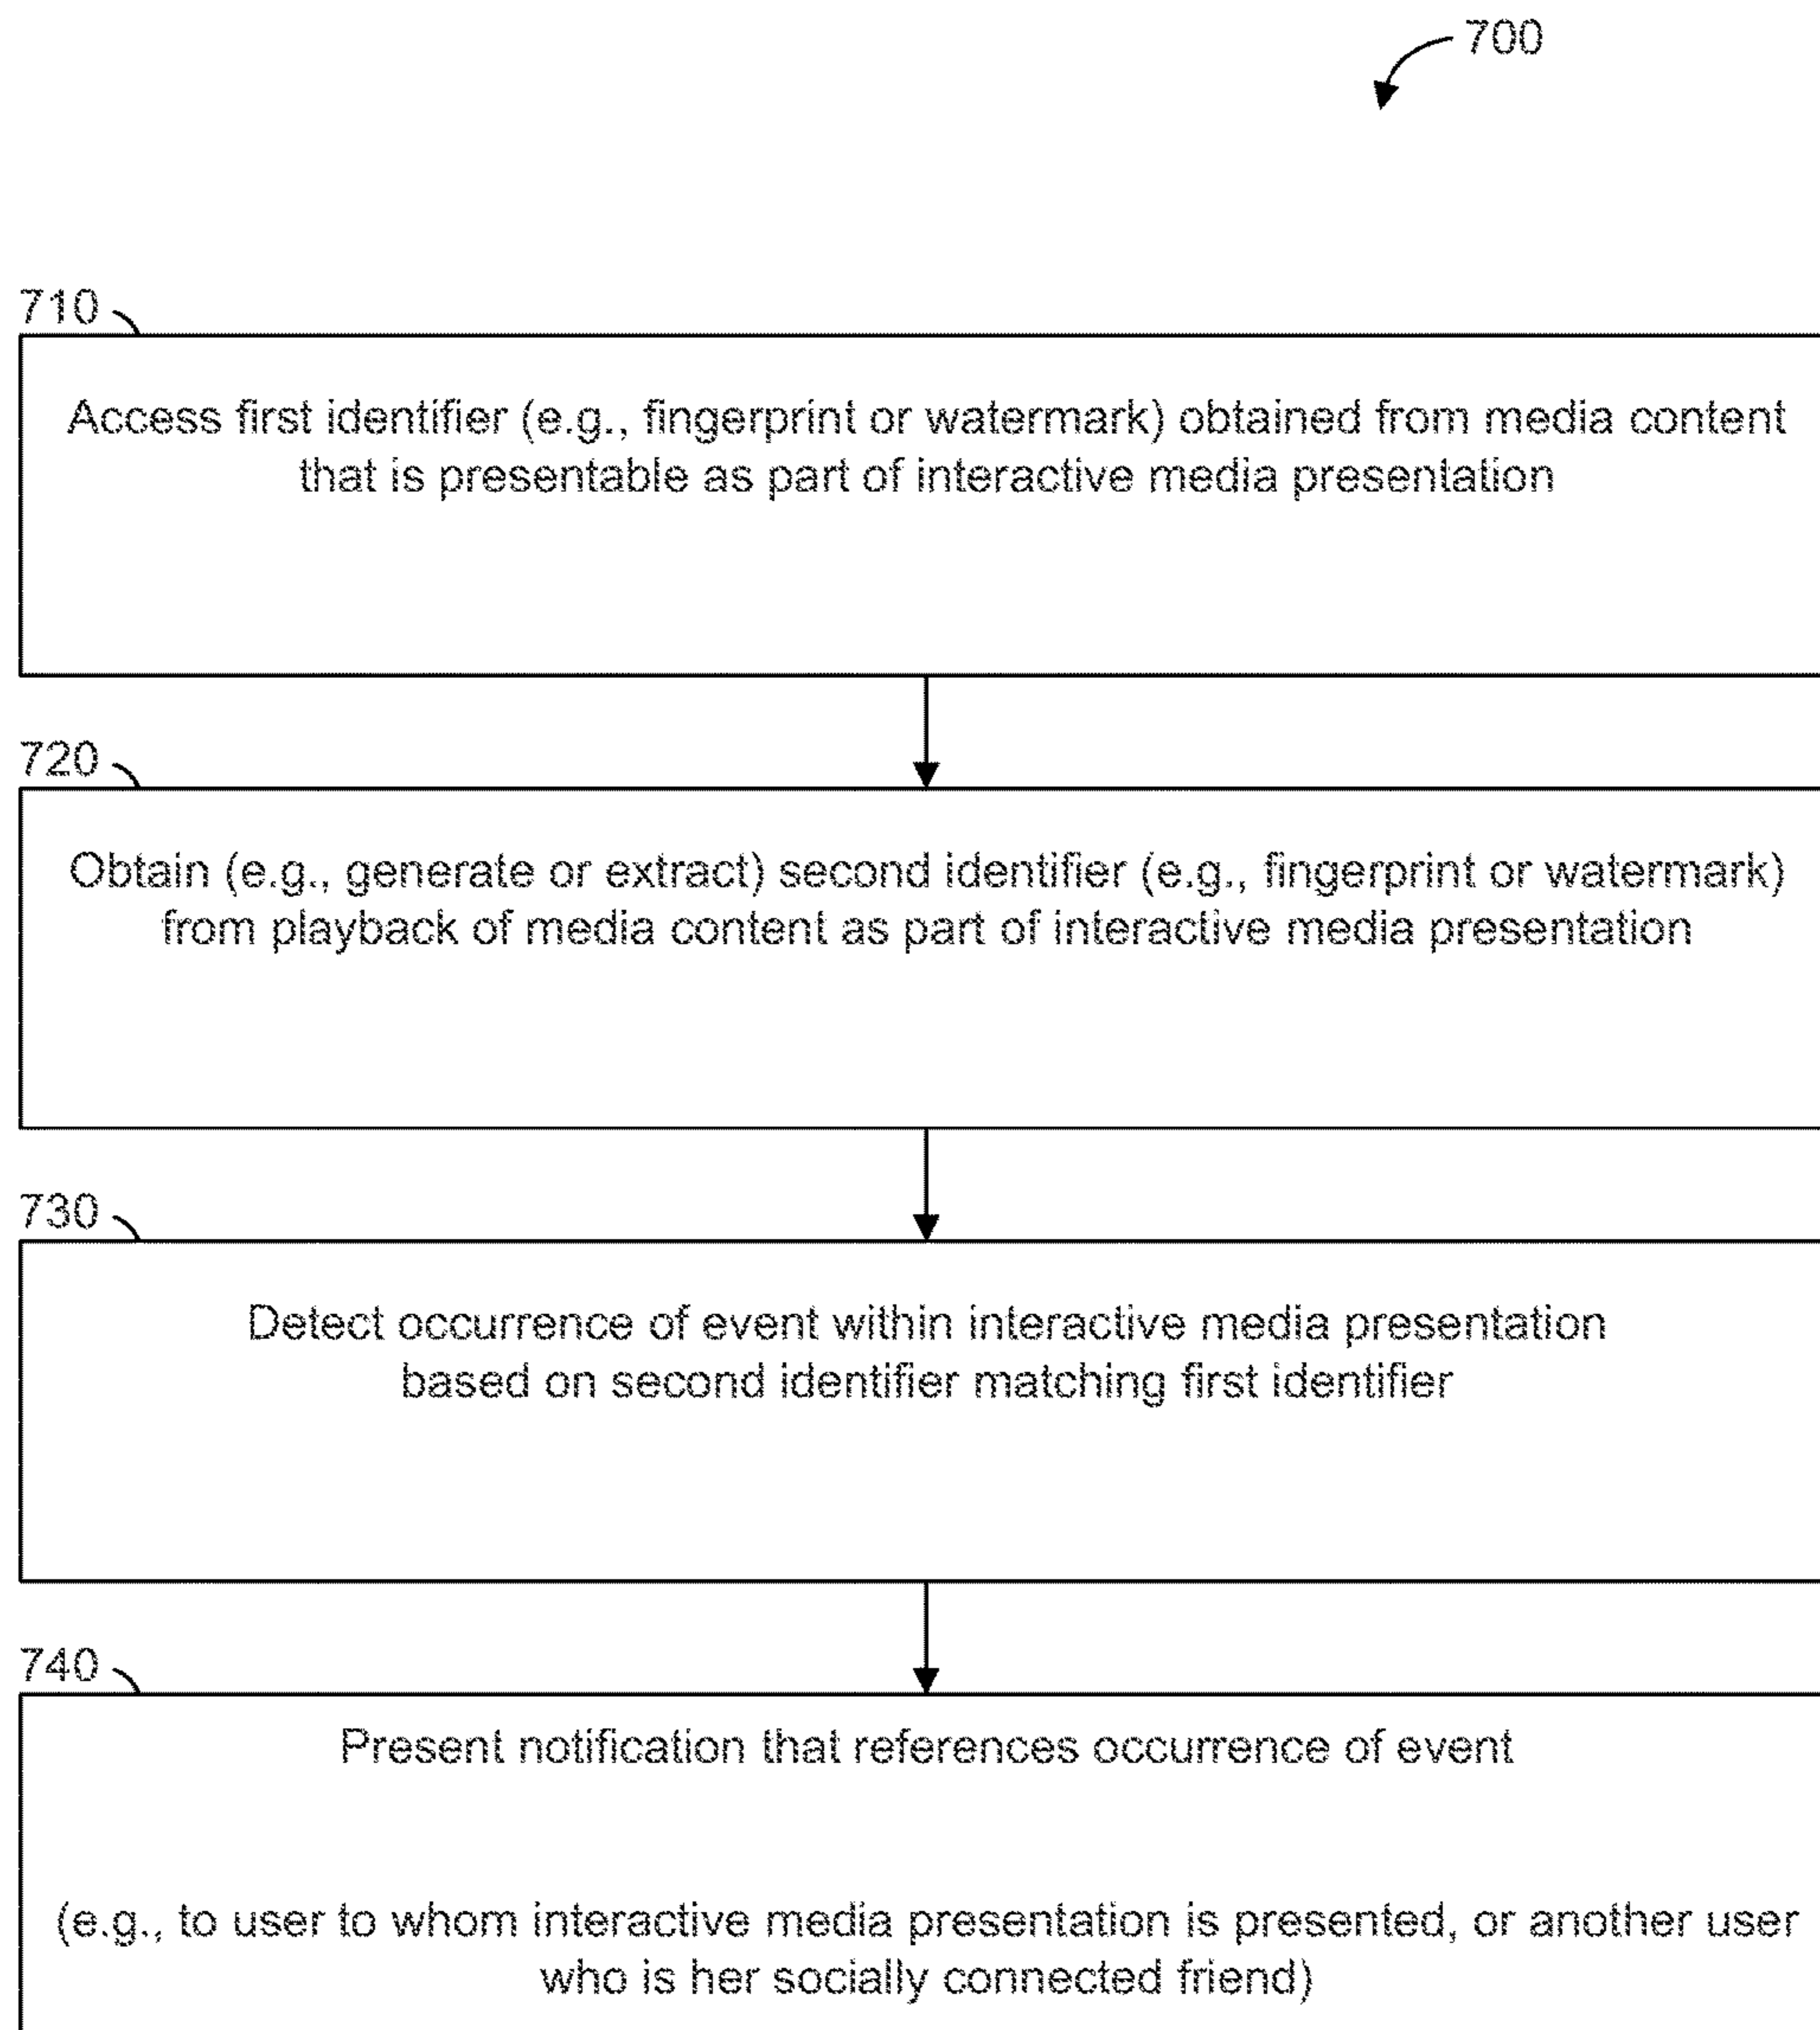 700
710
Access first identifier (e.g., fingerprint or watermark) obtained from media content
that is presentable as part of interactive media presentation
720
Obtain (e.g., generate or extract) second identifier (e.g., fingerprint or watermark)
from playback of media content as part of interactive media presentation
730
Detect occurrence of event within interactive media presentation
based on second identifier matching first identifier
740
Present notification that references occurrence of event
(e.g., to user to whom interactive media presentation is presented, or another user
who is her socially connected friend)